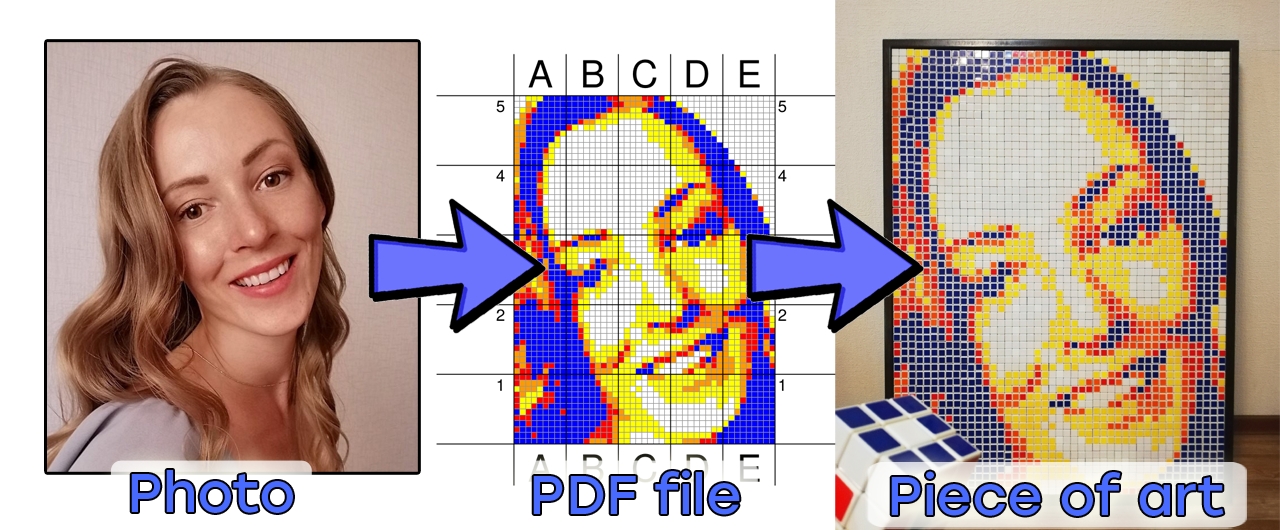 A B C D E
5 5
4 4
2 2
1 1
A B C D E
Photo
PDF file
Piece of art